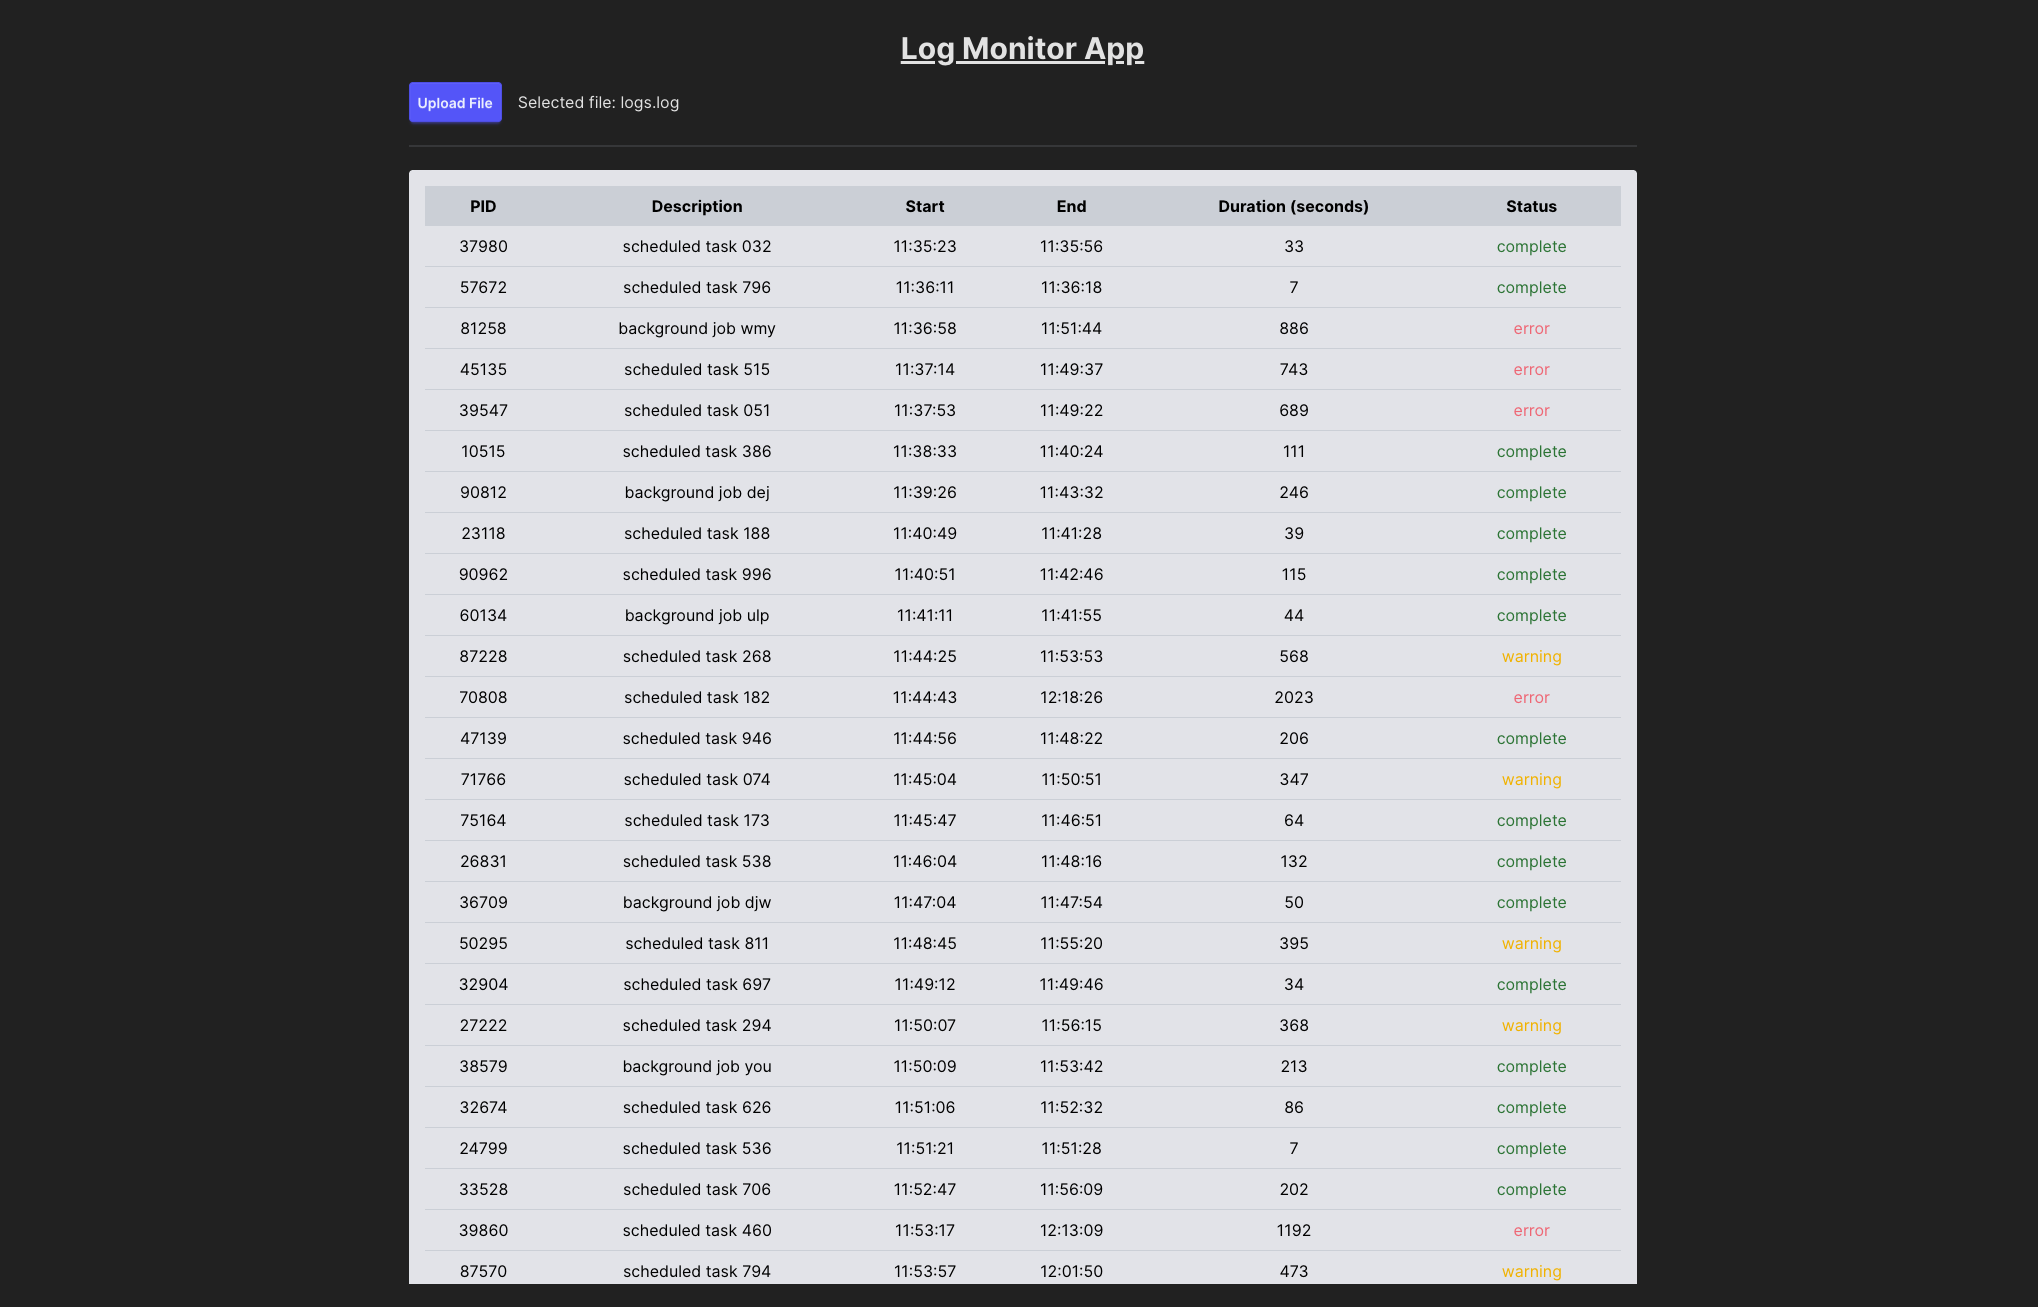 Log Monitor App
Upload File Selected file: logs.log
PID Description Start End Duration (seconds) Status
37980 scheduled task 032 11:35:23 11:35:56 33 complete
57672 scheduled task 796 11:36:11 11:36:18 7 complete
81258 background job wmy 11:36:58 11:51:44 886 error
45135 scheduled task 515 11:37:14 11:49:37 743 error
39547 scheduled task 051 11:37:53 11:49:22 689 error
10515 scheduled task 386 11:38:33 11:40:24 111 complete
90812 background job dej 11:39:26 11:43:32 246 complete
23118 scheduled task 188 11:40:49 11:41:28 39 complete
90962 scheduled task 996 11:40:51 11:42:46 115 complete
60134 background job ulp 11:41:11 11:41:55 44 complete
87228 scheduled task 268 11:44:25 11:53:53 568 warning
70808 scheduled task 182 11:44:43 12:18:26 2023 error
47139 scheduled task 946 11:44:56 11:48:22 206 complete
71766 scheduled task 074 11:45:04 11:50:51 347 warning
75164 scheduled task 173 11:45:47 11:46:51 64 complete
26831 scheduled task 538 11:46:04 11:48:16 132 complete
36709 background job djw 11:47:04 11:47:54 50 complete
50295 scheduled task 811 11:48:45 11:55:20 395 warning
32904 scheduled task 697 11:49:12 11:49:46 34 complete
27222 scheduled task 294 11:50:07 11:56:15 368 warning
38579 background job you 11:50:09 11:53:42 213 complete
32674 scheduled task 626 11:51:06 11:52:32 86 complete
24799 scheduled task 536 11:51:21 11:51:28 7 complete
33528 scheduled task 706 11:52:47 11:56:09 202 complete
39860 scheduled task 460 11:53:17 12:13:09 1192 error
87570 scheduled task 794 11:53:57 12:01:50 473 warning